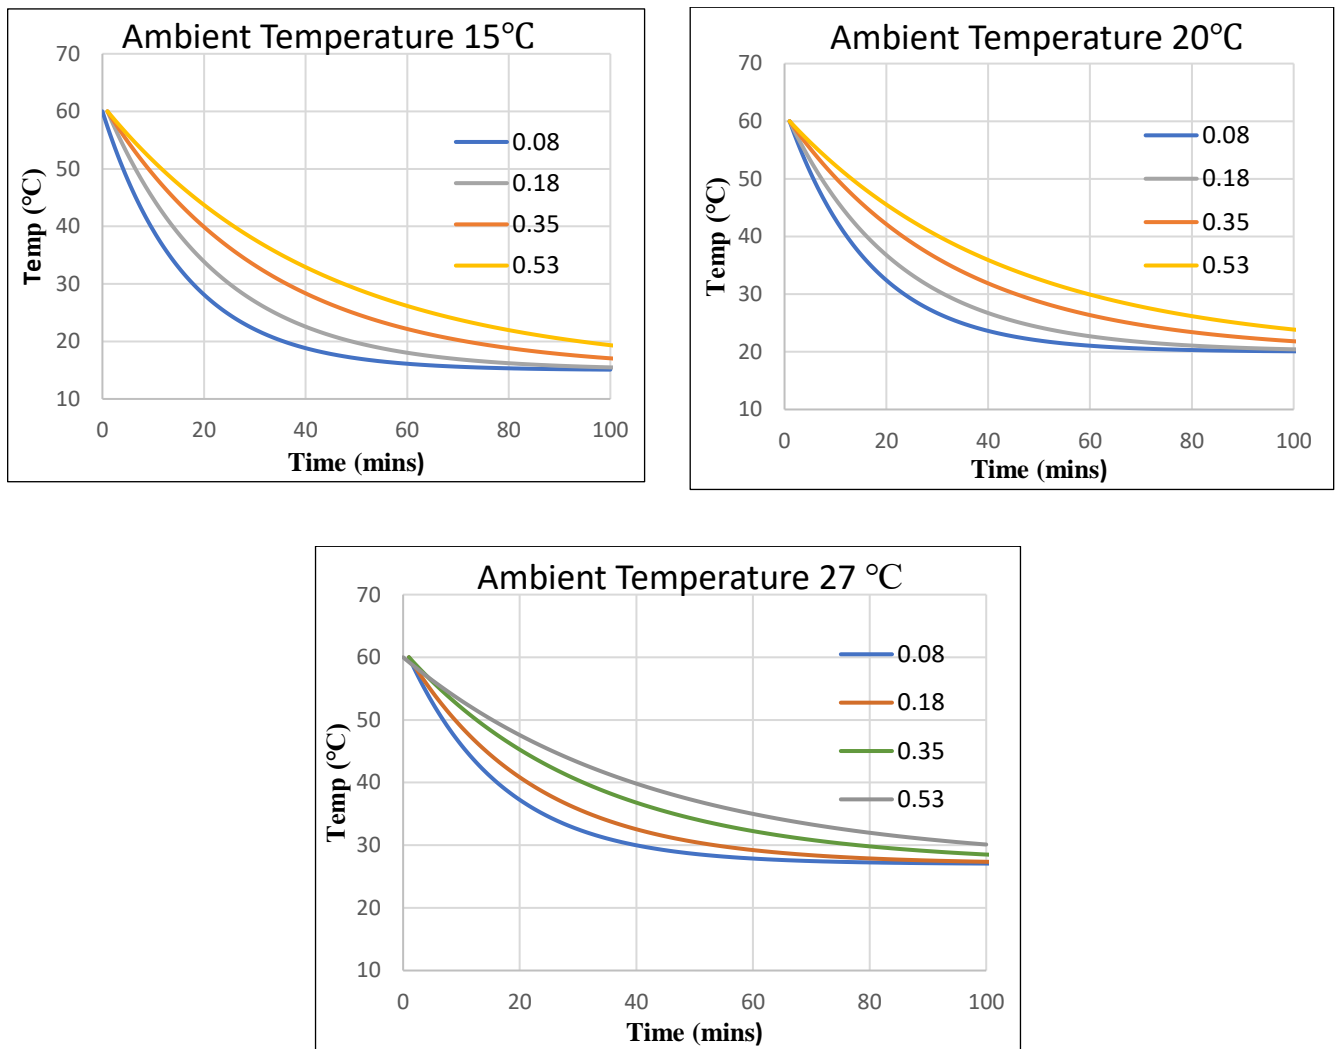 Ambient Temperature 15℃
70
60
50
40
30
20
10
Temp (℃)
0.08
0.18
0.35
0.53
0 20 40 60 80 100
Time (mins)
Ambient Temperature 20℃
70
60
50
40
30
20
10
Temp (℃)
0.08
0.18
0.35
0.53
0 20 40 60 80 100
Time (mins)
Ambient Temperature 27 ℃
70
60
50
40
30
20
10
Temp (℃)
0.08
0.18
0.35
0.53
0 20 40 60 80 100
Time (mins)